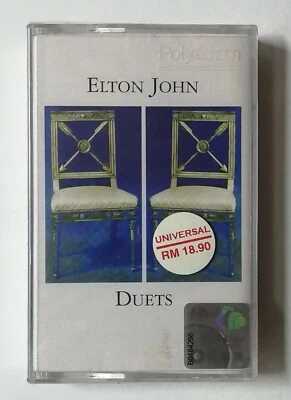 PolyGram
ELTON JOHN
UNIVERSAL
RM 18.90
DUETS